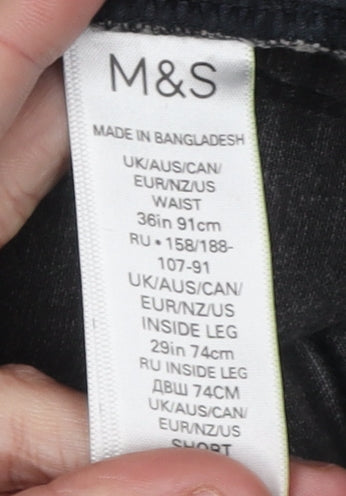 M&S
MADE IN BANGLADESH
UK/AUS/CAN/
EUR/NZ/US
WAIST
36in 91cm
RU • 158/188-
107-91
UK/AUS/CAN/
EUR/NZ/US
INSIDE LEG
29in 74cm
RU INSIDE LEG
ДВШ 74CM
UK/AUS/CAN/
EUR/NZ/US
SHORT